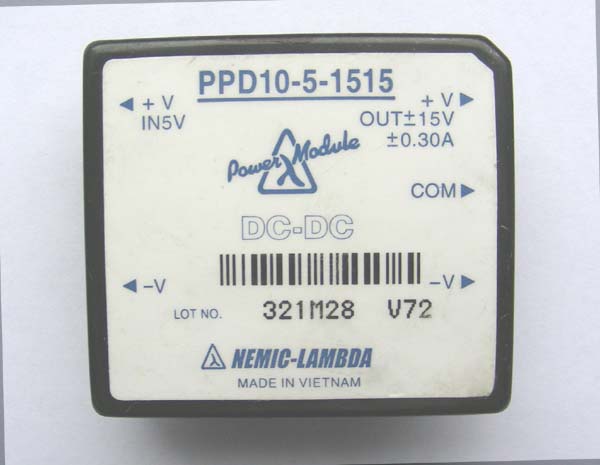 PPD10-5-1515
◀ + V + V ▶
IN5V OUT±15V
±0.30A
Power Module
COM ▶
DC-DC
◀ –V –V ▶
LOT NO. 321M28 V72
NEMIC-LAMBDA
MADE IN VIETNAM